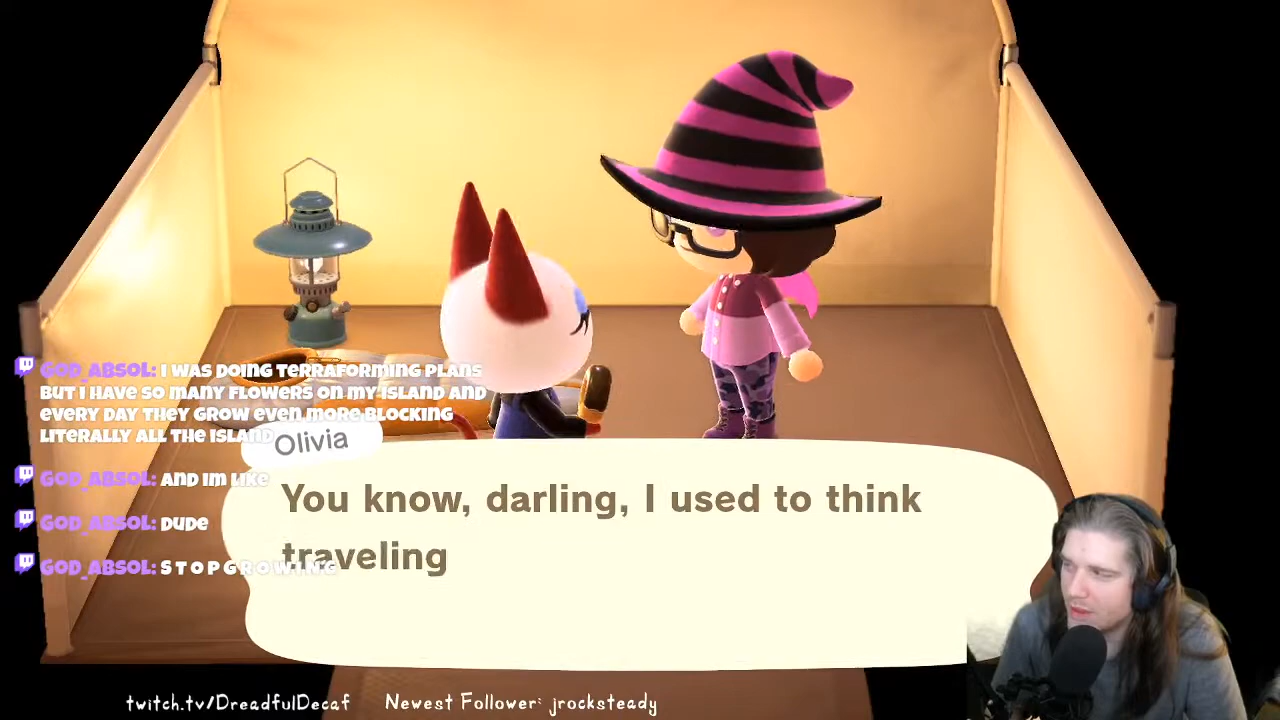 GOD_ABSOL: I WAS DOING TERRAFORMING PLANS
BUT I HAVE SO MANY FLOWERS ON MY ISLAND AND
EVERY DAY THEY GROW EVEN MORE BLOCKING
LITERALLY ALL THE ISLAND
GOD_ABSOL: AND IM LIKE
GOD_ABSOL: DUDE
GOD_ABSOL: S T O P G R O W I N G
Olivia
You know, darling, I used to think
traveling
twitch.tv/DreadfulDecaf Newest Follower: jrocksteady